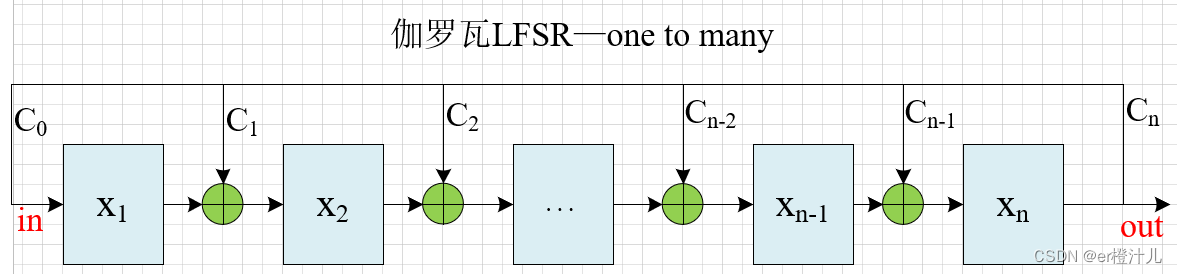 伽罗瓦LFSR—one to many
C₀ C₁ C₂ Cₙ₋₂ Cₙ₋₁ Cₙ
x₁ x₂ ... xₙ₋₁ xₙ
in out
CSDN @er橙汁儿